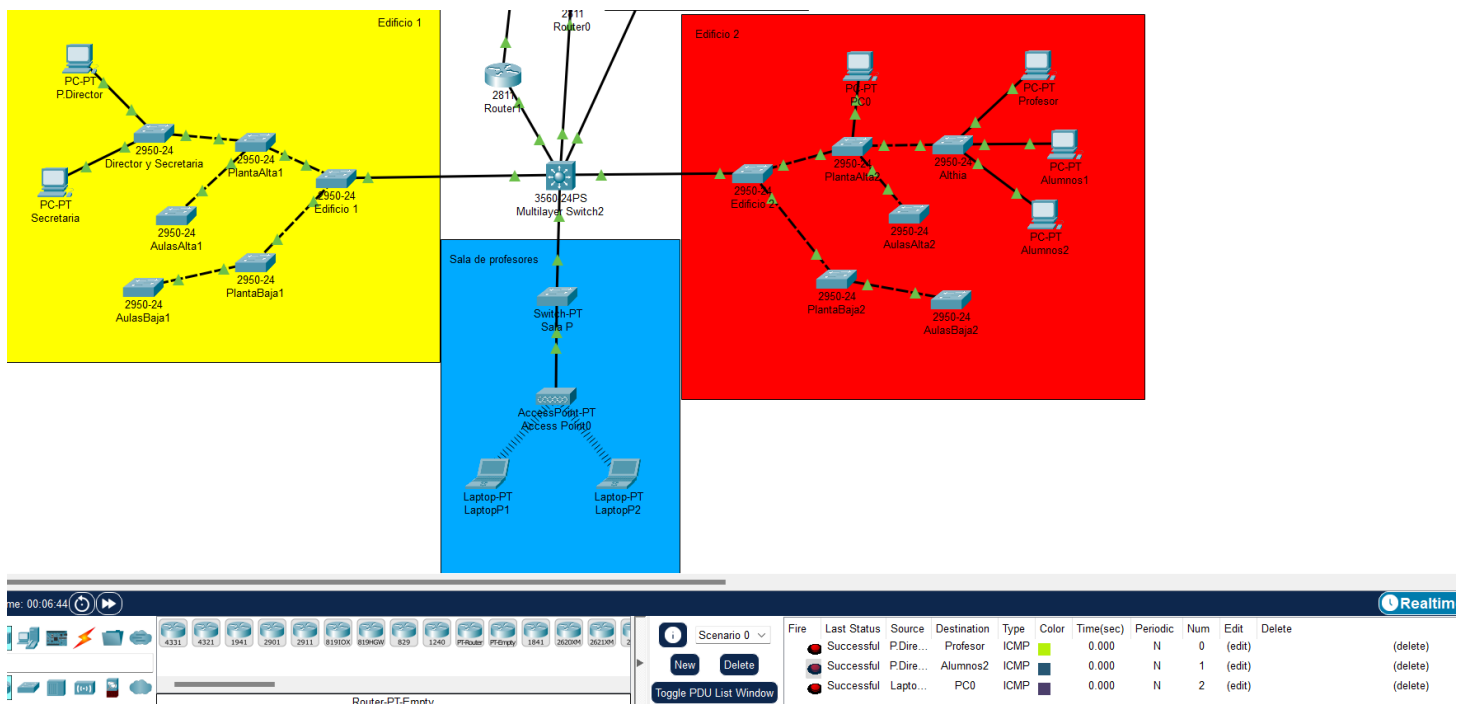 Edificio 1
2811
Router0
Edificio 2
PC-PT
P.Director
2811
Router1
PC-PT
PC0
PC-PT
Profesor
2950-24
Director y Secretaria
2950-24
PlantaAlta1
2950-24
PlantaAlta2
2950-24
Althia
PC-PT
Alumnos1
PC-PT
Secretaria
2950-24
Edificio 1
3560-24PS
Multilayer Switch2
2950-24
Edificio 2
2950-24
AulasAlta1
2950-24
AulasAlta2
PC-PT
Alumnos2
Sala de profesores
2950-24
PlantaBaja1
2950-24
AulasBaja1
2950-24
PlantaBaja2
2950-24
AulasBaja2
Switch-PT
Sala P
AccessPoint-PT
Access Point0
Laptop-PT
LaptopP1
Laptop-PT
LaptopP2
me: 00:06:44
Realtim
4331 4321 1941 2901 2911 819IOX 819HGW 829 1240 PT-Router PT-Empty 1841 2620XM 2621XM 2
Router-PT-Empty
Scenario 0
New Delete
Toggle PDU List Window
Fire Last Status Source Destination Type Color Time(sec) Periodic Num Edit Delete
Successful P.Dire... Profesor ICMP 0.000 N 0 (edit) (delete)
Successful P.Dire... Alumnos2 ICMP 0.000 N 1 (edit) (delete)
Successful Lapto... PC0 ICMP 0.000 N 2 (edit) (delete)